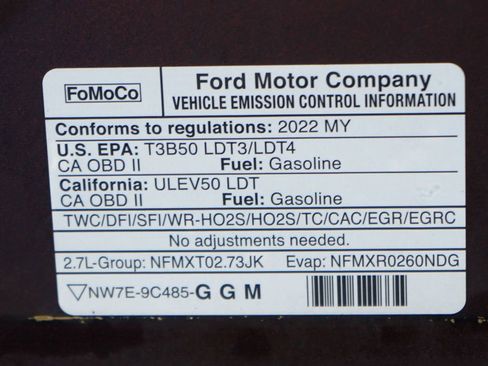 FoMoCo
Ford Motor Company
VEHICLE EMISSION CONTROL INFORMATION
Conforms to regulations: 2022 MY
U.S. EPA: T3B50 LDT3/LDT4
CA OBD II Fuel: Gasoline
California: ULEV50 LDT
CA OBD II Fuel: Gasoline
TWC/DFI/SFI/WR-HO2S/HO2S/TC/CAC/EGR/EGRC
No adjustments needed.
2.7L-Group: NFMXT02.73JK Evap: NFMXR0260NDG
NW7E-9C485-G G M